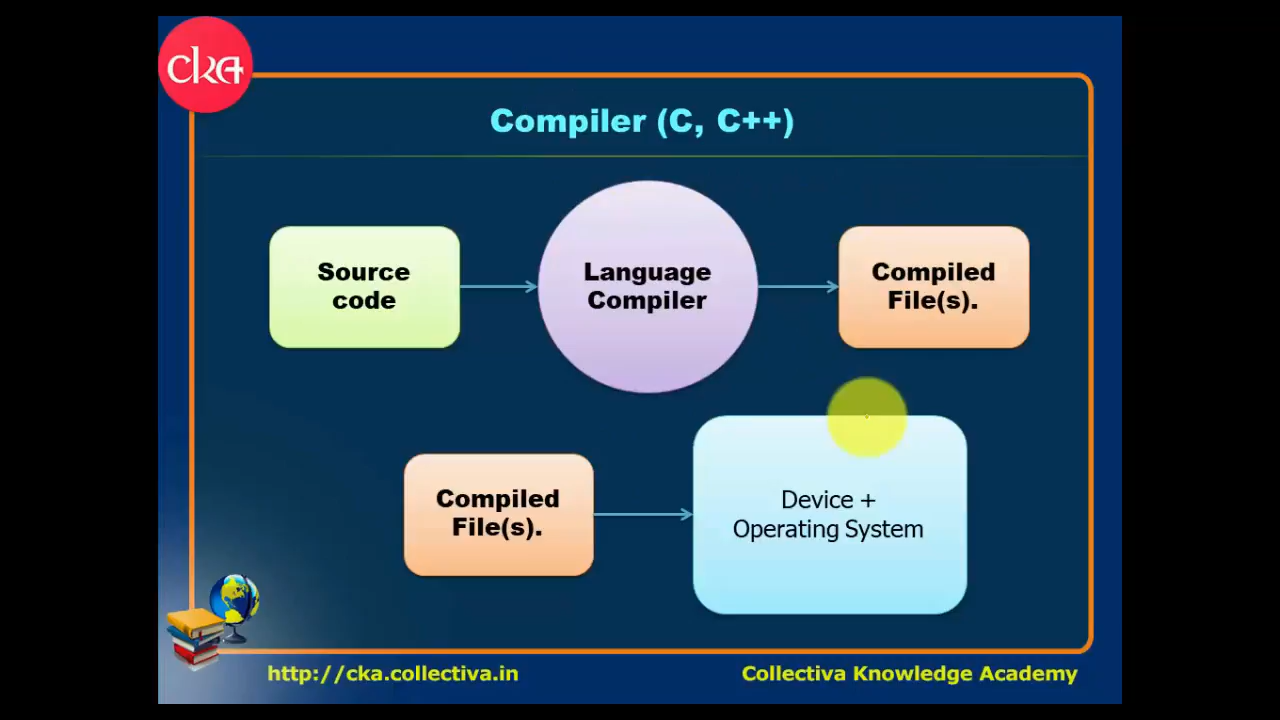 cka
Compiler (C, C++)
Source
code
Language
Compiler
Compiled
File(s).
Compiled
File(s).
Device +
Operating System
http://cka.collectiva.in
Collectiva Knowledge Academy